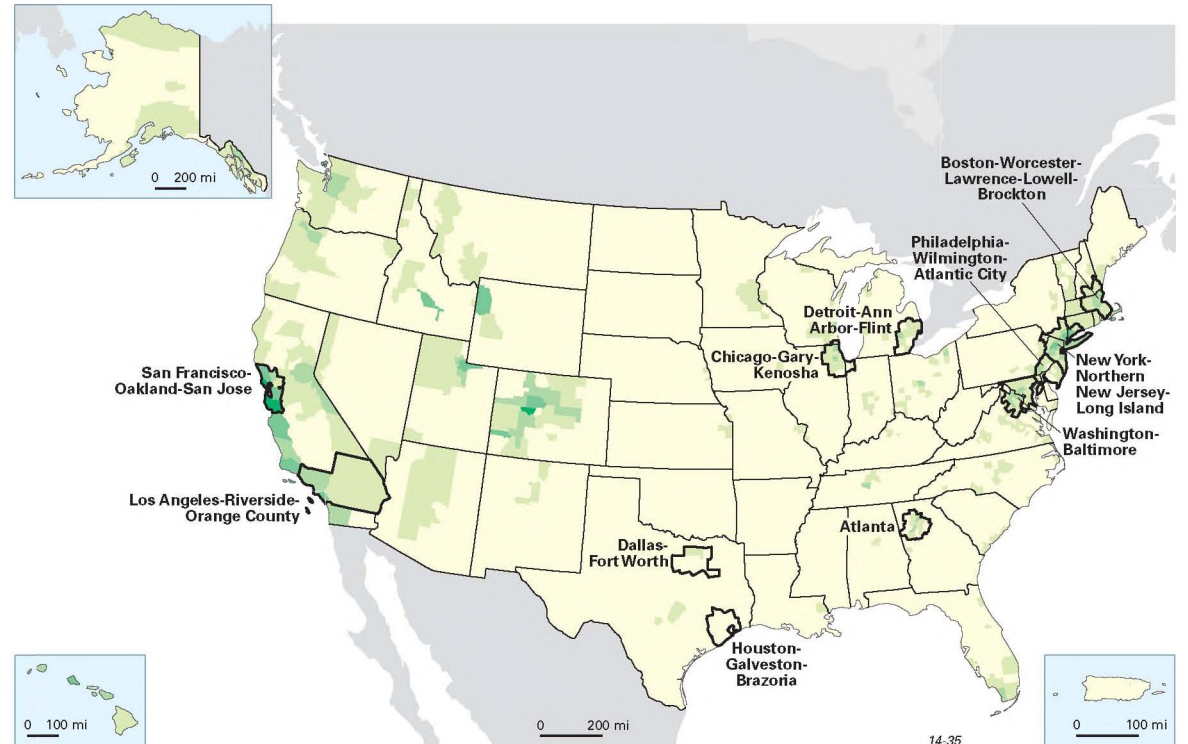 0 200 mi
Boston-Worcester-
Lawrence-Lowell-
Brockton
Philadelphia-
Wilmington-
Atlantic City
Detroit-Ann
Arbor-Flint
Chicago-Gary-
Kenosha
San Francisco-
Oakland-San Jose
New York-
Northern
New Jersey-
Long Island
Washington-
Baltimore
Los Angeles-Riverside-
Orange County
Atlanta
Dallas-
Fort Worth
Houston-
Galveston-
Brazoria
0 100 mi
0 200 mi
0 100 mi
14-35